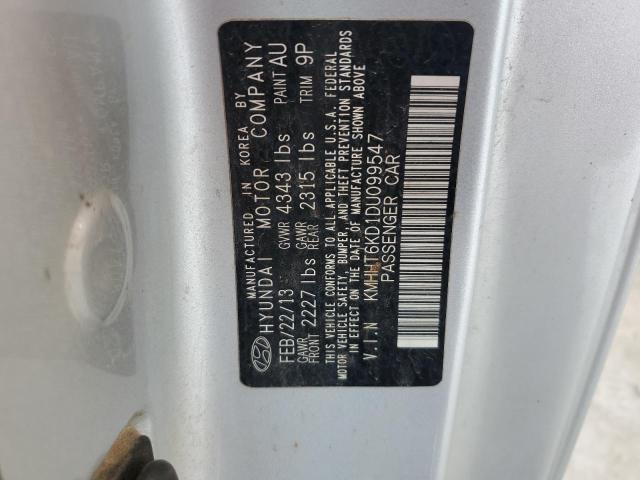 MANUFACTURED IN KOREA BY
HYUNDAI MOTOR COMPANY
FEB/22/13 GVWR 4343 lbs PAINT AU
GAWR FRONT 2227 lbs GAWR REAR 2315 lbs TRIM 9P
THIS VEHICLE CONFORMS TO ALL APPLICABLE U.S.A. FEDERAL
MOTOR VEHICLE SAFETY, BUMPER, AND THEFT PREVENTION STANDARDS
IN EFFECT ON THE DATE OF MANUFACTURE SHOWN ABOVE
V.I.N KMHHT6KD1DU099547
PASSENGER CAR